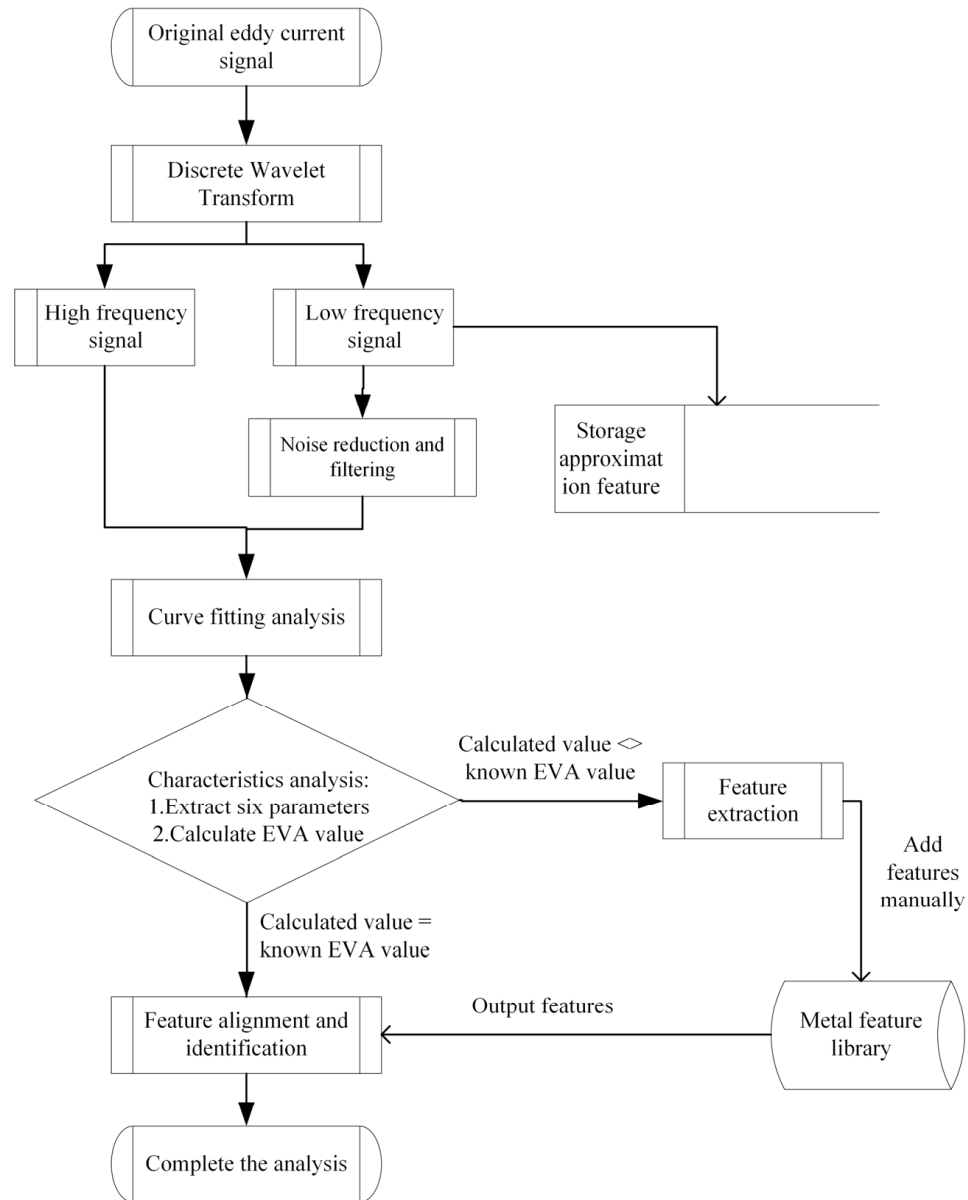 Original eddy current
signal
Discrete Wavelet
Transform
High frequency
signal
Low frequency
signal
Noise reduction and
filtering
Storage
approximat
ion feature
Curve fitting analysis
Characteristics analysis:
1.Extract six parameters
2.Calculate EVA value
Calculated value <>
known EVA value
Feature
extraction
Add
features
manually
Calculated value =
known EVA value
Feature alignment and
identification
Output features
Metal feature
library
Complete the analysis